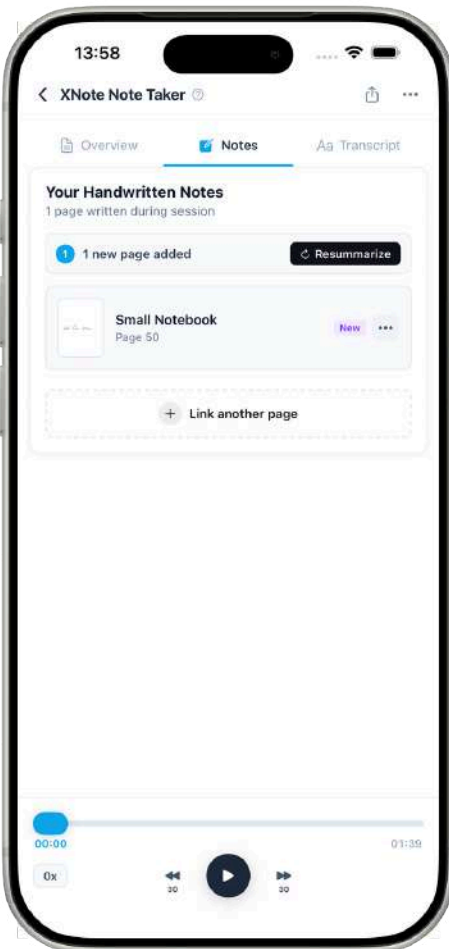 13:58
XNote Note Taker
Overview
Notes
Aa Transcript
Your Handwritten Notes
1 page written during session
1
1 new page added
Resummarize
Small Notebook
Page 50
New
Link another page
00:00
01:39
0x
30
30